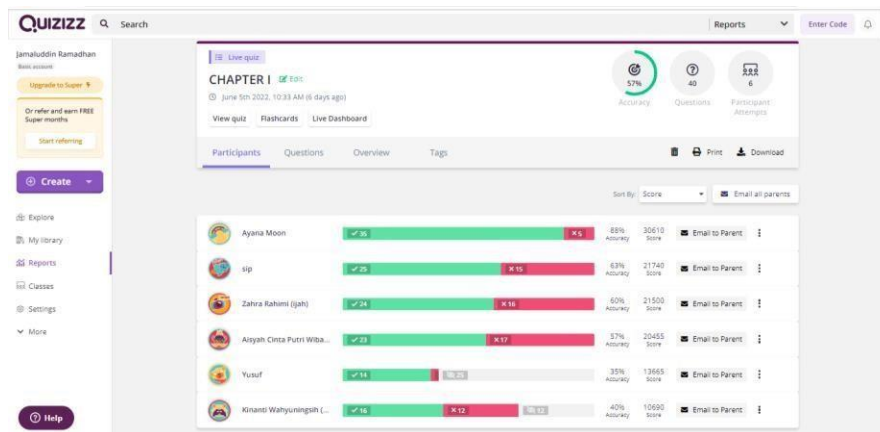 QUIZIZZ Search Reports Enter Code
Jamaluddin Ramadhan
Basic account
Upgrade to Super
Or refer and earn FREE
Super months
Start referring
Create
Explore
My library
Reports
Classes
Settings
More
Help
Live quiz
CHAPTER I Edit
June 5th 2022, 10:33 AM (6 days ago)
View quiz Flashcards Live Dashboard
57%
Accuracy
40
Questions
6
Participant
Attempts
Participants Questions Overview Tags Print Download
Sort By: Score Email all parents
Ayana Moon 35 5 88% Accuracy 30610 Score Email to Parent
sip 25 15 63% Accuracy 21740 Score Email to Parent
Zahra Rahimi (Ijah) 24 16 60% Accuracy 21500 Score Email to Parent
Aisyah Cinta Putri Wiba... 23 17 57% Accuracy 20455 Score Email to Parent
Yusuf 14 25 35% Accuracy 13665 Score Email to Parent
Kinanti Wahyuningsih (... 16 12 12 40% Accuracy 10690 Score Email to Parent